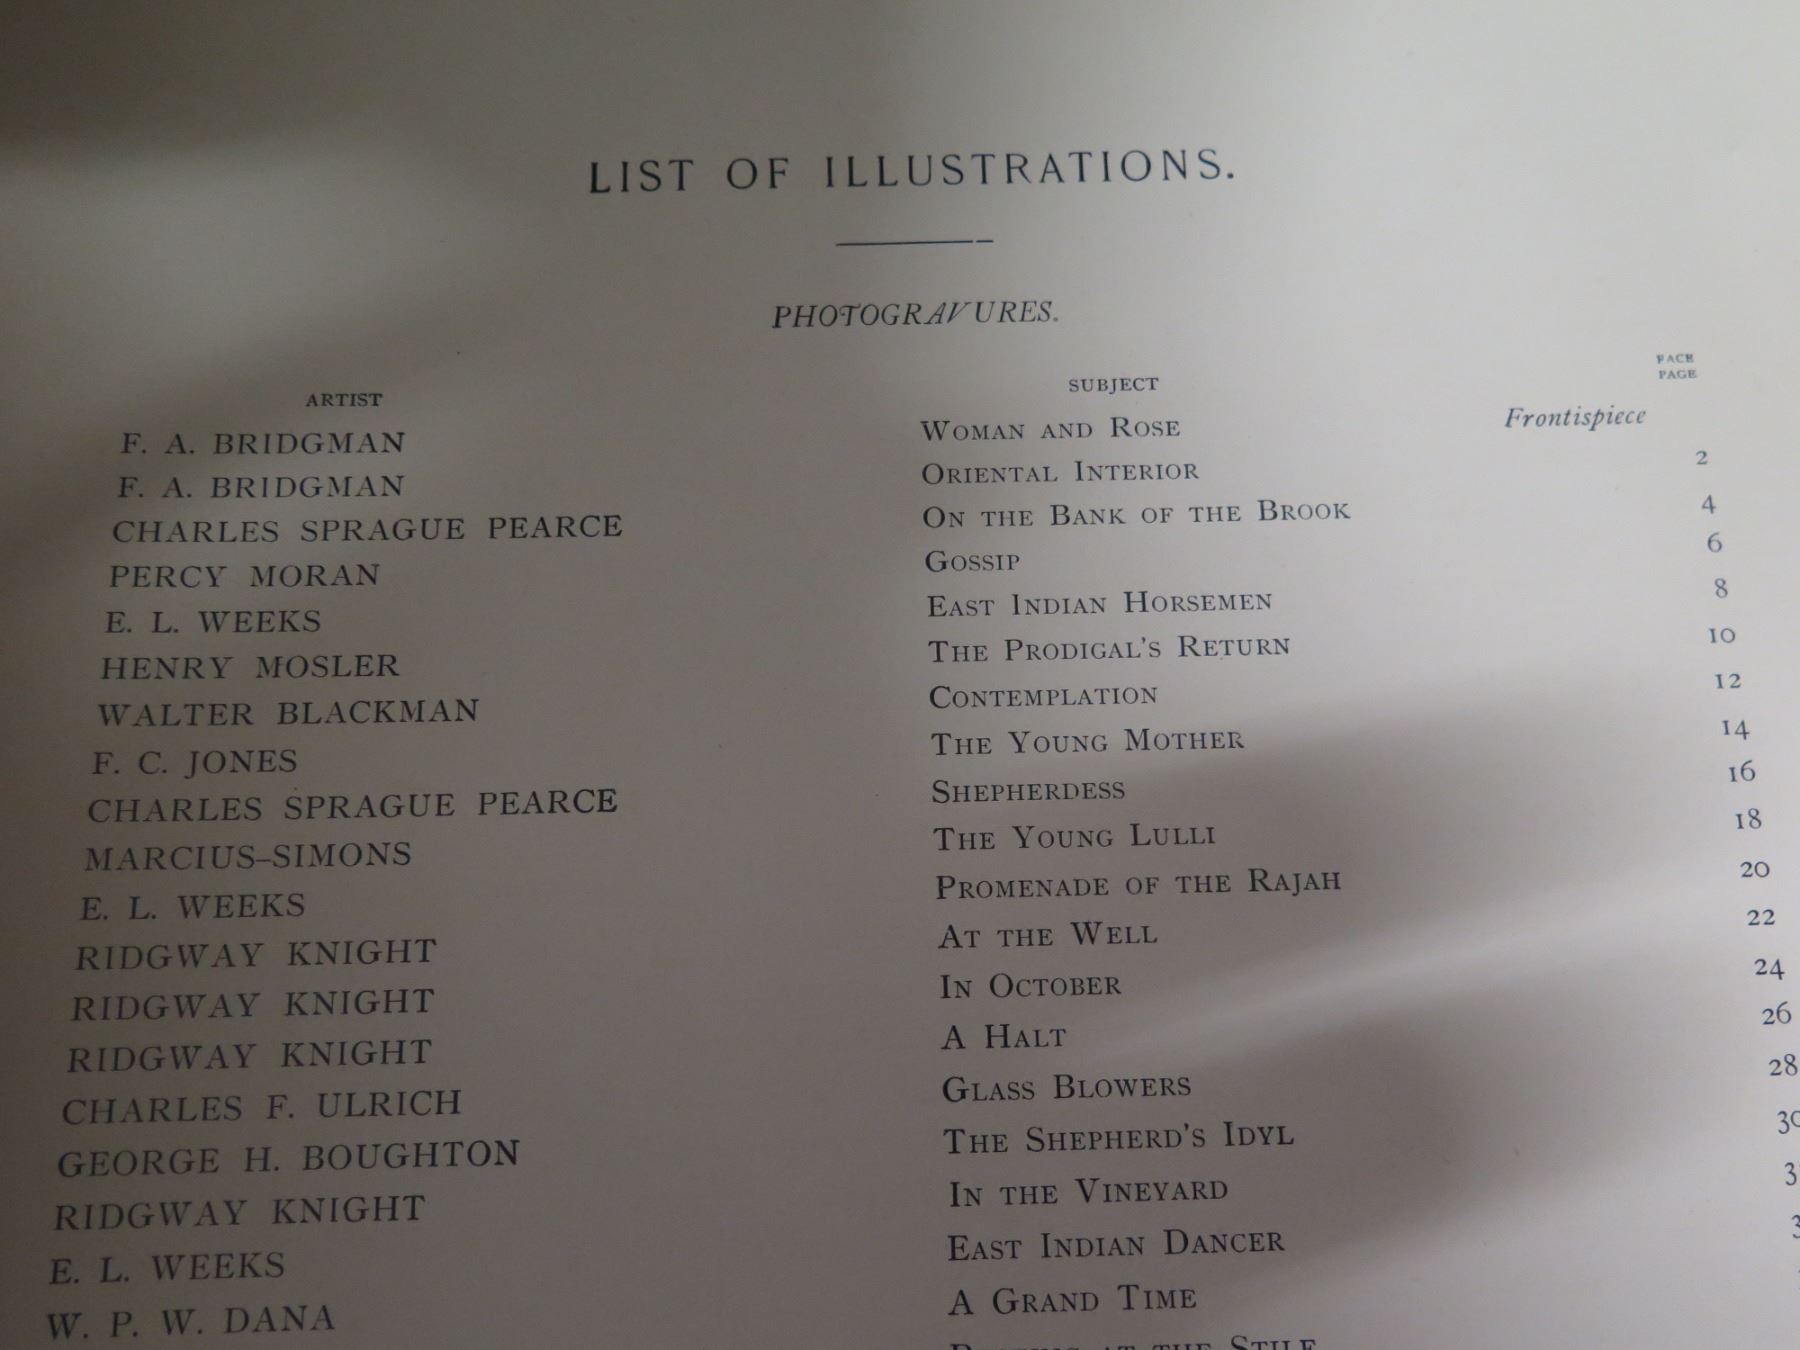 LIST OF ILLUSTRATIONS.
PHOTOGRAVURES.
ARTIST SUBJECT FACE PAGE
F. A. BRIDGMAN WOMAN AND ROSE Frontispiece
F. A. BRIDGMAN ORIENTAL INTERIOR 2
CHARLES SPRAGUE PEARCE ON THE BANK OF THE BROOK 4
PERCY MORAN GOSSIP 6
E. L. WEEKS EAST INDIAN HORSEMEN 8
HENRY MOSLER THE PRODIGAL'S RETURN 10
WALTER BLACKMAN CONTEMPLATION 12
F. C. JONES THE YOUNG MOTHER 14
CHARLES SPRAGUE PEARCE SHEPHERDESS 16
MARCIUS-SIMONS THE YOUNG LULLI 18
E. L. WEEKS PROMENADE OF THE RAJAH 20
RIDGWAY KNIGHT AT THE WELL 22
RIDGWAY KNIGHT IN OCTOBER 24
RIDGWAY KNIGHT A HALT 26
CHARLES F. ULRICH GLASS BLOWERS 28
GEORGE H. BOUGHTON THE SHEPHERD'S IDYL 30
RIDGWAY KNIGHT IN THE VINEYARD
E. L. WEEKS EAST INDIAN DANCER
W. P. W. DANA A GRAND TIME
AT THE STILE